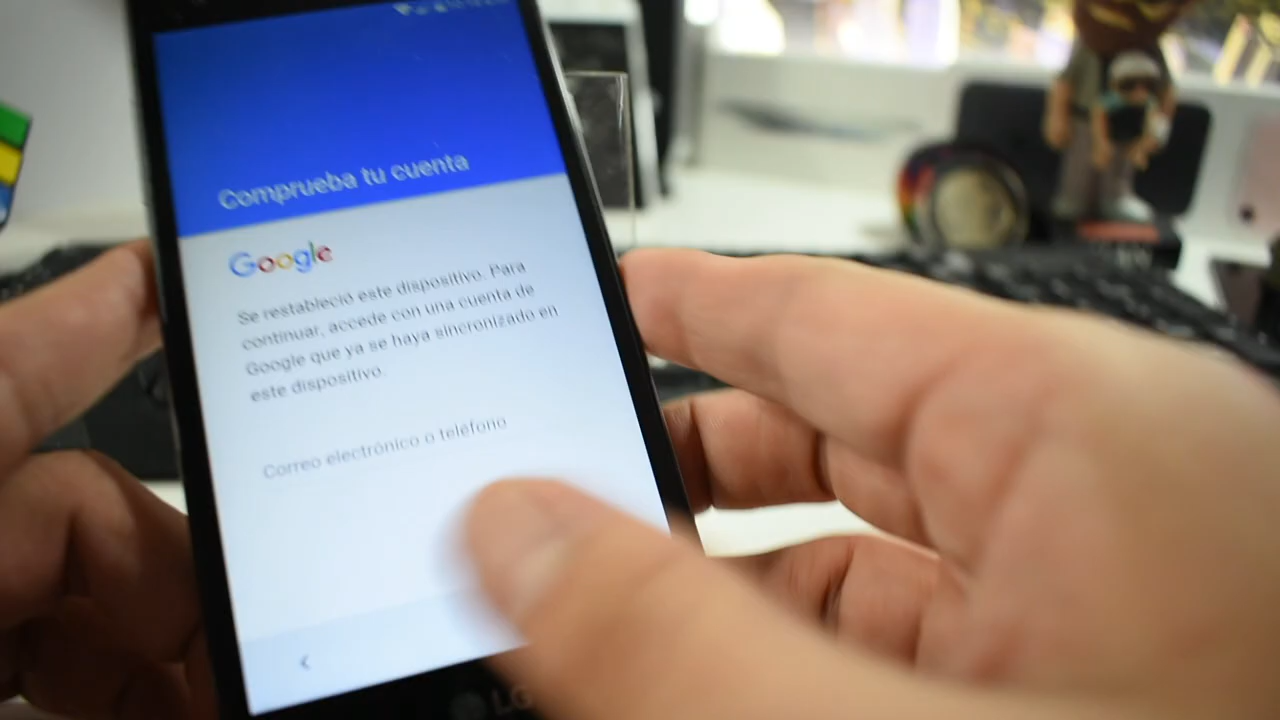 Comprueba tu cuenta
Google
Se restableció este dispositivo. Para
continuar, accede con una cuenta de
Google que ya se haya sincronizado en
este dispositivo.
Correo electrónico o teléfono
LG